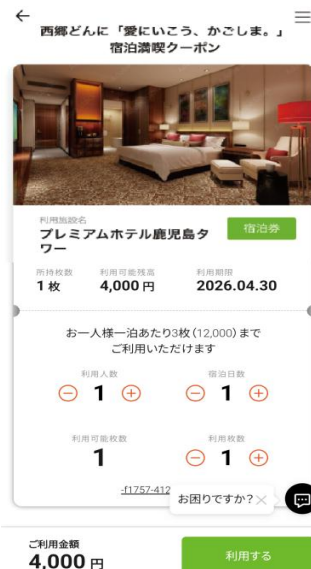 西郷どんに「愛にいこう、かごしま。」
宿泊満喫クーポン
利用施設名
プレミアムホテル鹿児島タ
ワー
宿泊券
所持枚数
利用可能残高
利用期限
1 枚
4,000 円
2026.04.30
お一人様一泊あたり3枚(12,000)まで
ご利用いただけます
利用人数
宿泊日数
1
1
利用可能枚数
利用枚数
1
1
-f1757-412
お困りですか?
ご利用金額
4,000 円
利用する